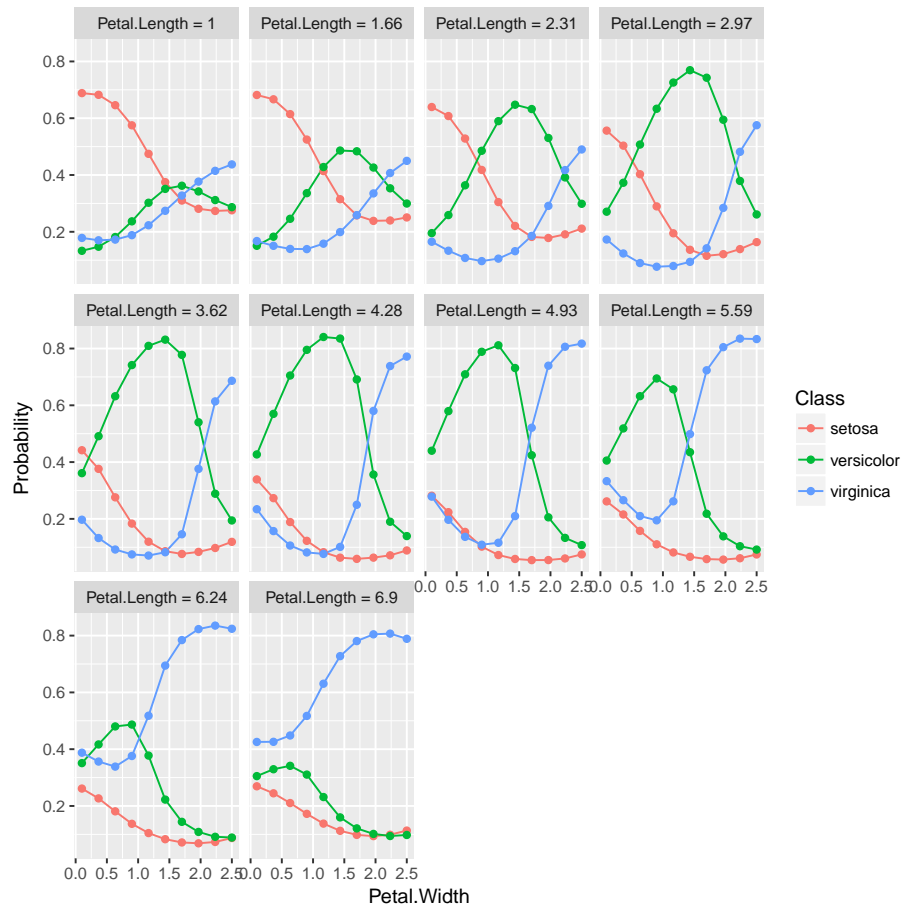 Petal.Length = 1
Petal.Length = 1.66
Petal.Length = 2.31
Petal.Length = 2.97
0.8
0.6
0.4
0.2
Petal.Length = 3.62
Petal.Length = 4.28
Petal.Length = 4.93
Petal.Length = 5.59
0.8
0.6
0.4
0.2
Probability
Class
setosa
versicolor
virginica
0.0 0.5 1.0 1.5 2.0 2.5
0.0 0.5 1.0 1.5 2.0 2.5
Petal.Length = 6.24
Petal.Length = 6.9
0.8
0.6
0.4
0.2
0.0 0.5 1.0 1.5 2.0 2.5
0.0 0.5 1.0 1.5 2.0 2.5
Petal.Width